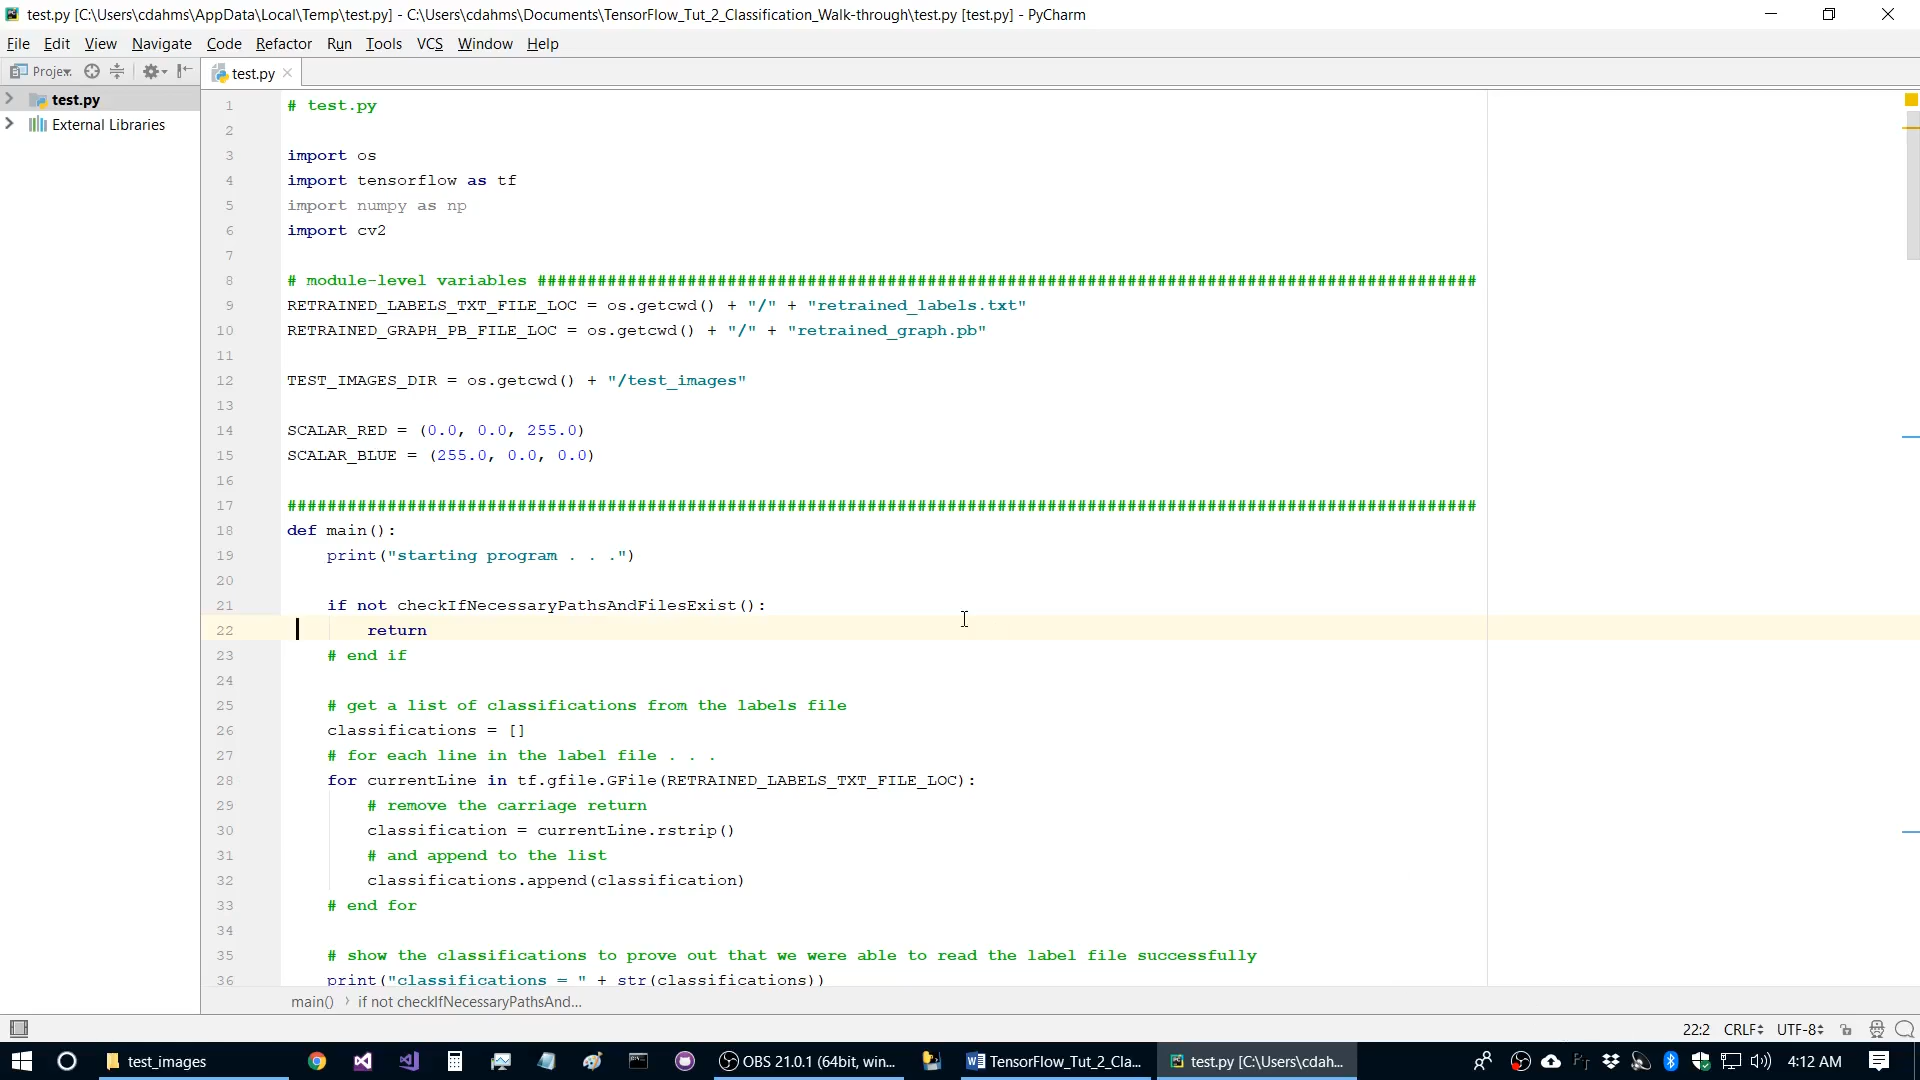 test.py [C:\Users\cdahms\AppData\Local\Temp\test.py] - C:\Users\cdahms\Documents\TensorFlow_Tut_2_Classification_Walk-through\test.py [test.py] - PyCharm
File Edit View Navigate Code Refactor Run Tools VCS Window Help
Projec
test.py
test.py
External Libraries
1 # test.py
2
3 import os
4 import tensorflow as tf
5 import numpy as np
6 import cv2
7
8 # module-level variables ##############################################################################################
9 RETRAINED_LABELS_TXT_FILE_LOC = os.getcwd() + "/" + "retrained_labels.txt"
10 RETRAINED_GRAPH_PB_FILE_LOC = os.getcwd() + "/" + "retrained_graph.pb"
11
12 TEST_IMAGES_DIR = os.getcwd() + "/test_images"
13
14 SCALAR_RED = (0.0, 0.0, 255.0)
15 SCALAR_BLUE = (255.0, 0.0, 0.0)
16
17 #######################################################################################################################
18 def main():
19 print("starting program . . .")
20
21 if not checkIfNecessaryPathsAndFilesExist():
22 return
23 # end if
24
25 # get a list of classifications from the labels file
26 classifications = []
27 # for each line in the label file . . .
28 for currentLine in tf.gfile.GFile(RETRAINED_LABELS_TXT_FILE_LOC):
29 # remove the carriage return
30 classification = currentLine.rstrip()
31 # and append to the list
32 classifications.append(classification)
33 # end for
34
35 # show the classifications to prove out that we were able to read the label file successfully
36 print("classifications = " + str(classifications))
main() › if not checkIfNecessaryPathsAnd...
22:2 CRLF UTF-8
test_images
OBS 21.0.1 (64bit, win...
TensorFlow_Tut_2_Cla...
test.py [C:\Users\cdah...
4:12 AM